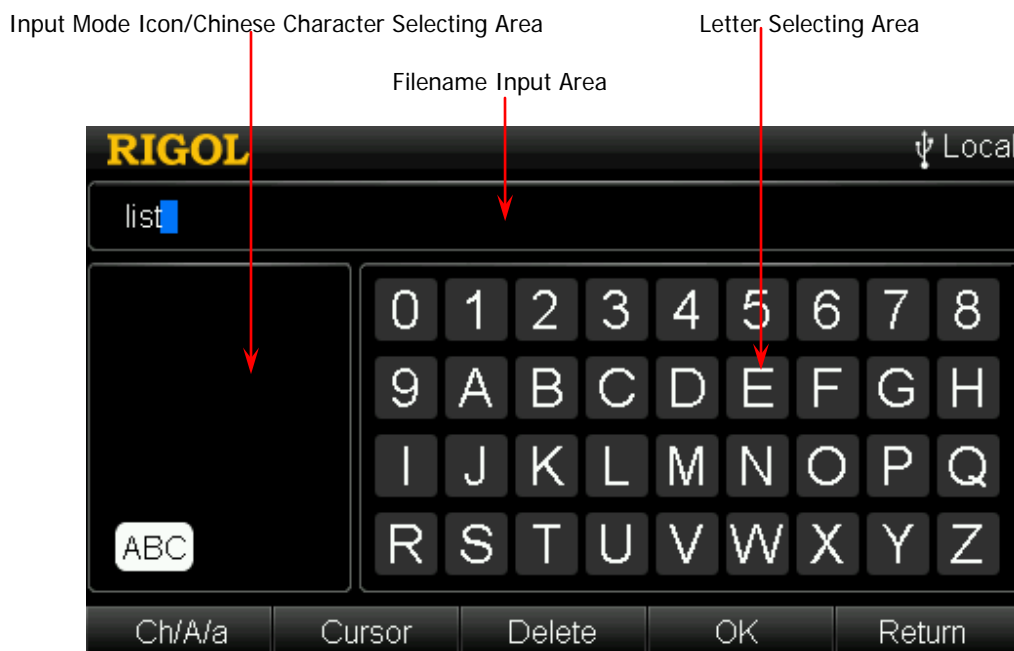 Input Mode Icon/Chinese Character Selecting Area Letter Selecting Area
Filename Input Area
RIGOL Local
list
0 1 2 3 4 5 6 7 8
9 A B C D E F G H
I J K L M N O P Q
ABC R S T U V W X Y Z
Ch/A/a Cursor Delete OK Return